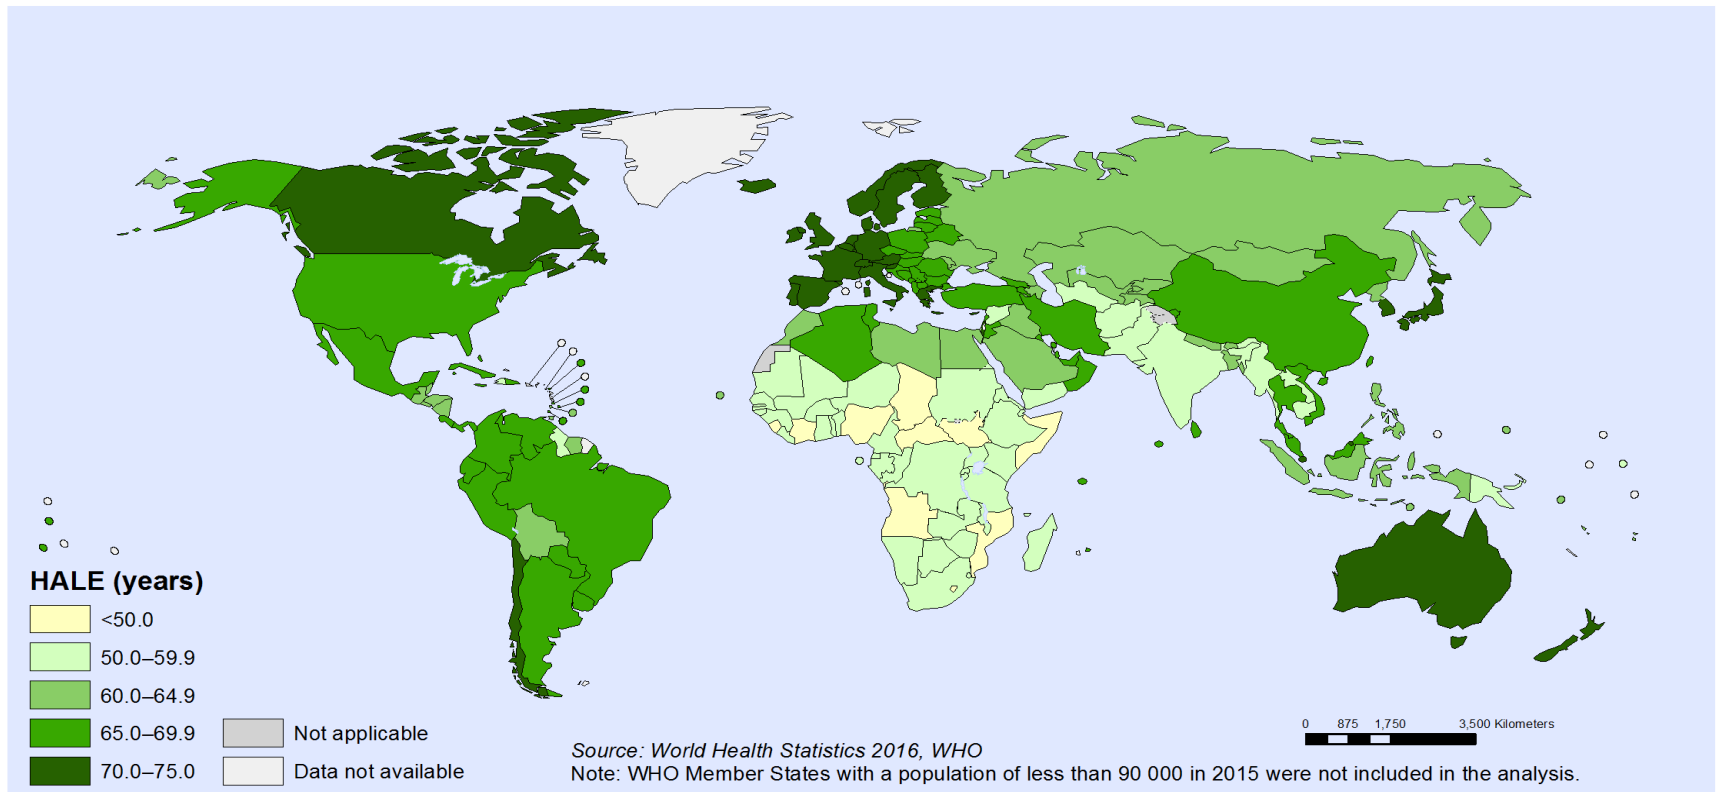 HALE (years)
<50.0
50.0–59.9
60.0–64.9
65.0–69.9
70.0–75.0
Not applicable
Data not available
0 875 1,750 3,500 Kilometers
Source: World Health Statistics 2016, WHO
Note: WHO Member States with a population of less than 90 000 in 2015 were not included in the analysis.